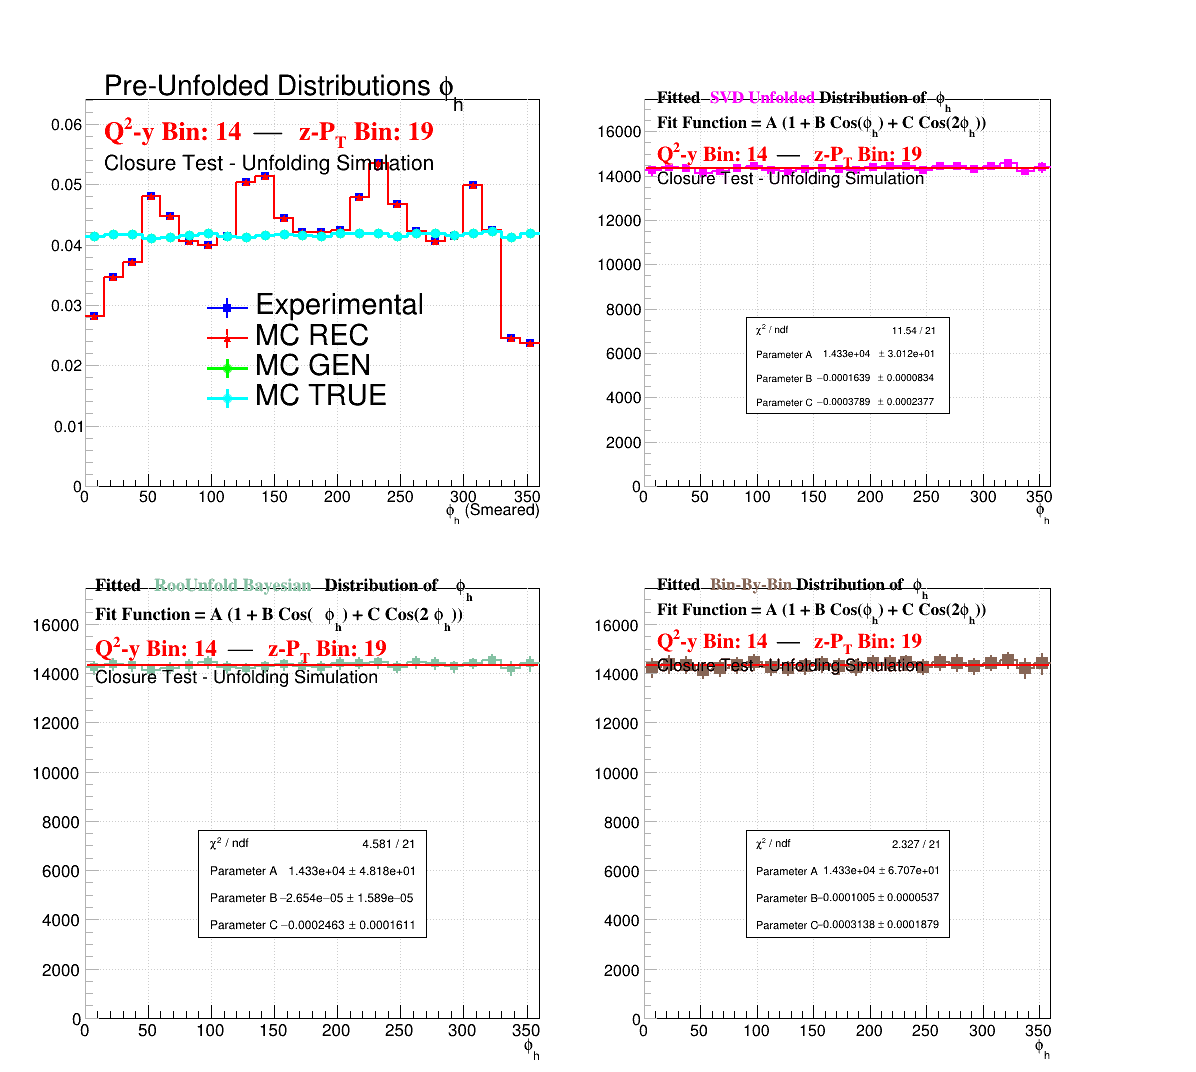 Pre-Unfolded Distributions ϕh
Q2-y Bin: 14 — z-PT Bin: 19
Closure Test - Unfolding Simulation
0.06
0.05
0.04
0.03
0.02
0.01
0
Experimental
MC REC
MC GEN
MC TRUE
0 50 100 150 200 250 300 350
ϕh (Smeared)
Fitted SVD Unfolded Distribution of ϕh
Fit Function = A (1 + B Cos(ϕh) + C Cos(2ϕh))
Q2-y Bin: 14 — z-PT Bin: 19
Closure Test - Unfolding Simulation
16000
14000
12000
10000
8000
6000
4000
2000
0
χ2 / ndf 11.54 / 21
Parameter A 1.433e+04 ± 3.012e+01
Parameter B −0.0001639 ± 0.0000834
Parameter C −0.0003789 ± 0.0002377
0 50 100 150 200 250 300 350
ϕh
Fitted RooUnfold Bayesian Distribution of ϕh
Fit Function = A (1 + B Cos( ϕh) + C Cos(2 ϕh))
Q2-y Bin: 14 — z-PT Bin: 19
Closure Test - Unfolding Simulation
16000
14000
12000
10000
8000
6000
4000
2000
0
χ2 / ndf 4.581 / 21
Parameter A 1.433e+04 ± 4.818e+01
Parameter B −2.654e−05 ± 1.589e−05
Parameter C −0.0002463 ± 0.0001611
0 50 100 150 200 250 300 350
ϕh
Fitted Bin-By-Bin Distribution of ϕh
Fit Function = A (1 + B Cos(ϕh) + C Cos(2ϕh))
Q2-y Bin: 14 — z-PT Bin: 19
Closure Test - Unfolding Simulation
16000
14000
12000
10000
8000
6000
4000
2000
0
χ2 / ndf 2.327 / 21
Parameter A 1.433e+04 ± 6.707e+01
Parameter B −0.0001005 ± 0.0000537
Parameter C −0.0003138 ± 0.0001879
0 50 100 150 200 250 300 350
ϕh